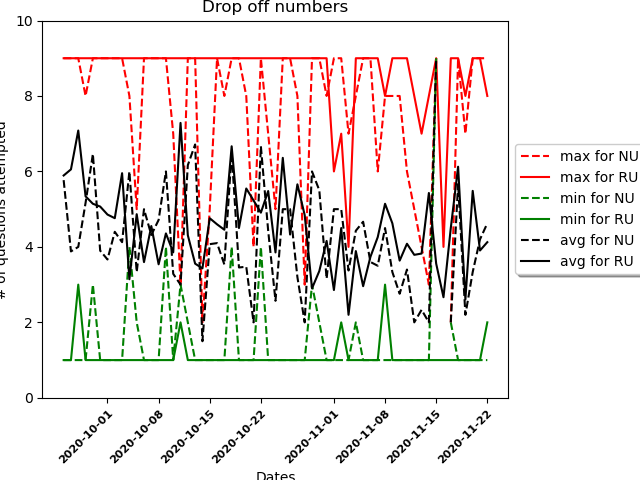 Drop off numbers
# of questions attempted
10
8
6
4
2
0
2020-10-01
2020-10-08
2020-10-15
2020-10-22
2020-11-01
2020-11-08
2020-11-15
2020-11-22
Dates
max for NU
max for RU
min for NU
min for RU
avg for NU
avg for RU